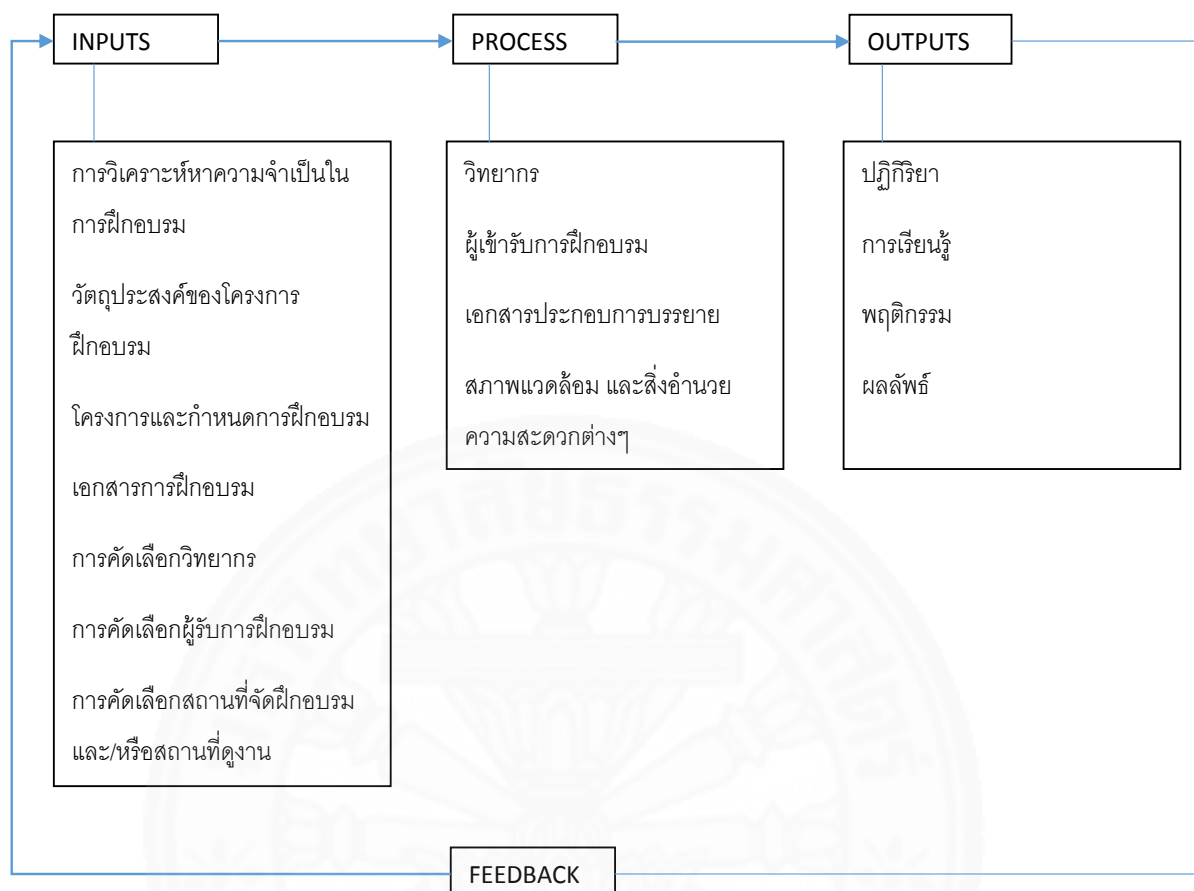 INPUTS
PROCESS
OUTPUTS
การวิเคราะห์หาความจำเป็นใน
การฝึกอบรม
วัตถุประสงค์ของโครงการ
ฝึกอบรม
โครงการและกำหนดการฝึกอบรม
เอกสารการฝึกอบรม
การคัดเลือกวิทยากร
การคัดเลือกผู้รับการฝึกอบรม
การคัดเลือกสถานที่จัดฝึกอบรม
และ/หรือสถานที่ดูงาน
วิทยากร
ผู้เข้ารับการฝึกอบรม
เอกสารประกอบการบรรยาย
สภาพแวดล้อม และสิ่งอำนวย
ความสะดวกต่างๆ
ปฏิกิริยา
การเรียนรู้
พฤติกรรม
ผลลัพธ์
FEEDBACK